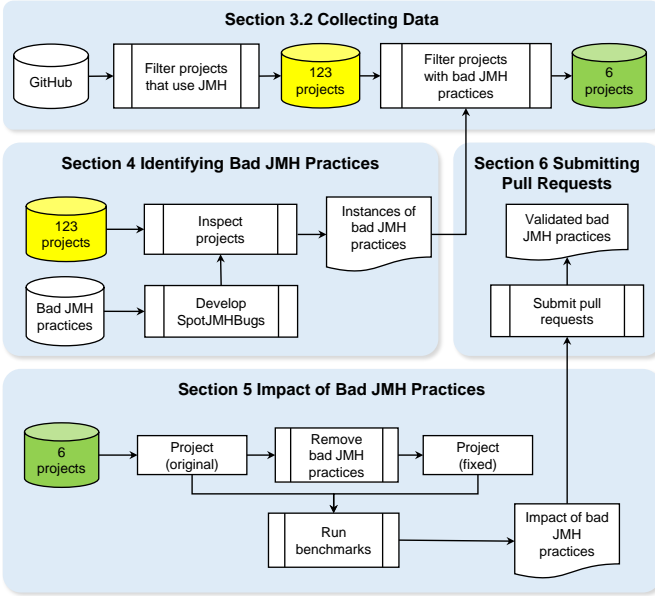 Section 3.2 Collecting Data
GitHub
Filter projects
that use JMH
123
projects
Filter projects
with bad JMH
practices
6
projects
Section 4 Identifying Bad JMH Practices
123
projects
Inspect
projects
Instances of
bad JMH
practices
Bad JMH
practices
Develop
SpotJMHBugs
Section 6 Submitting
Pull Requests
Validated bad
JMH practices
Submit pull
requests
Section 5 Impact of Bad JMH Practices
6
projects
Project
(original)
Remove
bad JMH
practices
Project
(fixed)
Run
benchmarks
Impact of bad
JMH
practices